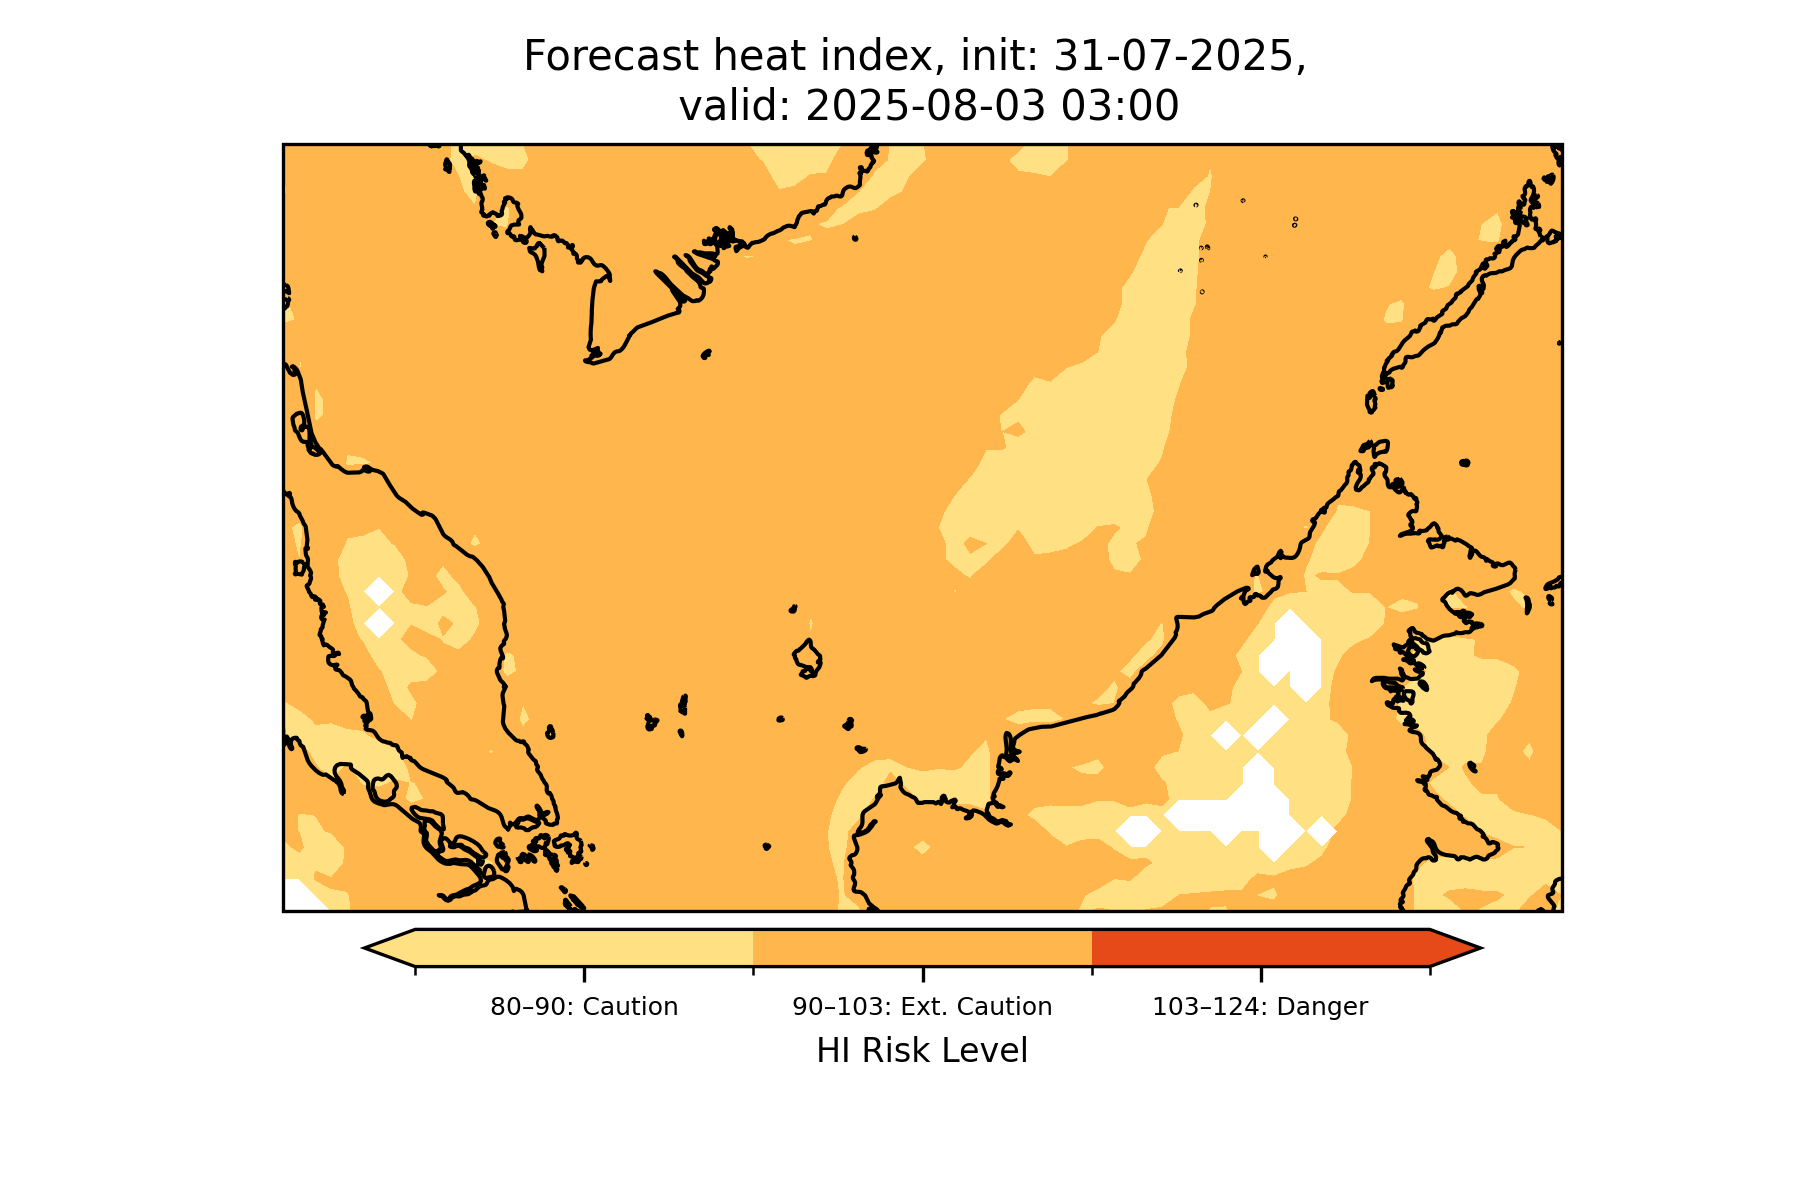 Forecast heat index, init: 31-07-2025,
valid: 2025-08-03 03:00
80–90: Caution
90–103: Ext. Caution
103–124: Danger
HI Risk Level